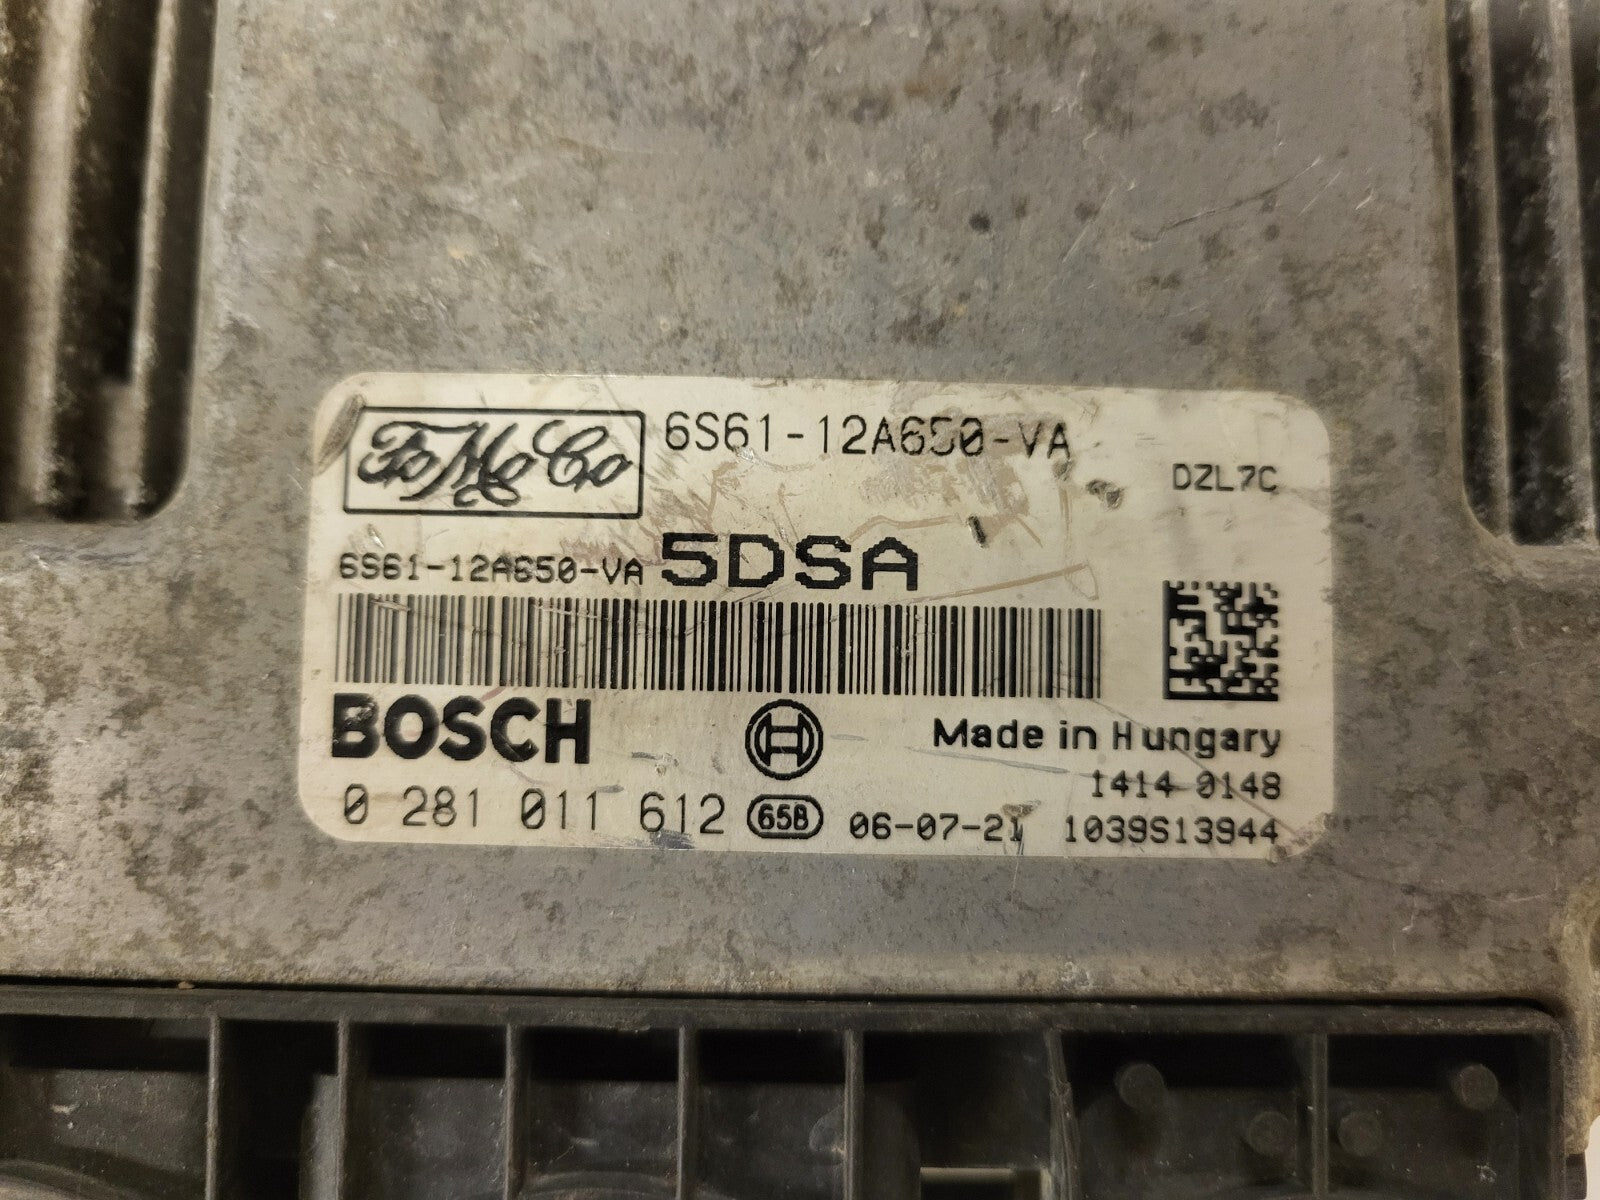 FoMoCo 6S61-12A650-VA
DZL7C
6S61-12A650-VA 5DSA
BOSCH H Made in Hungary
1414 0148
0 281 011 612 65B 06-07-21 1039S13944